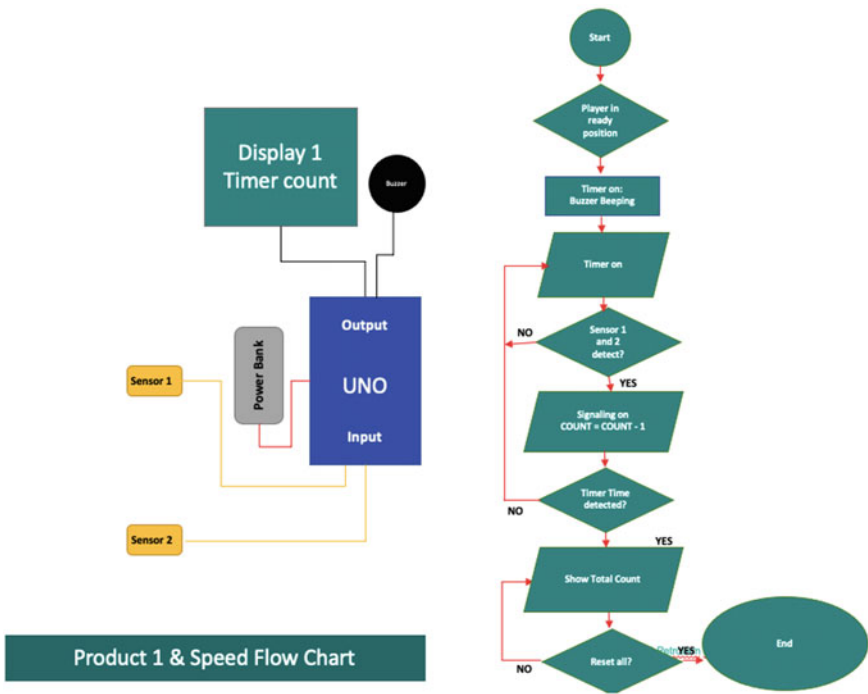 Display 1
Timer count
Buzzer
Output
UNO
Input
Power Bank
Sensor 1
Sensor 2
Product 1 & Speed Flow Chart
Start
Player in
ready
position
Timer on:
Buzzer Beeping
Timer on
NO
Sensor 1
and 2
detect?
YES
Signaling on
COUNT = COUNT - 1
Timer Time
detected?
NO
YES
Show Total Count
Reset all?
NO
YES
End